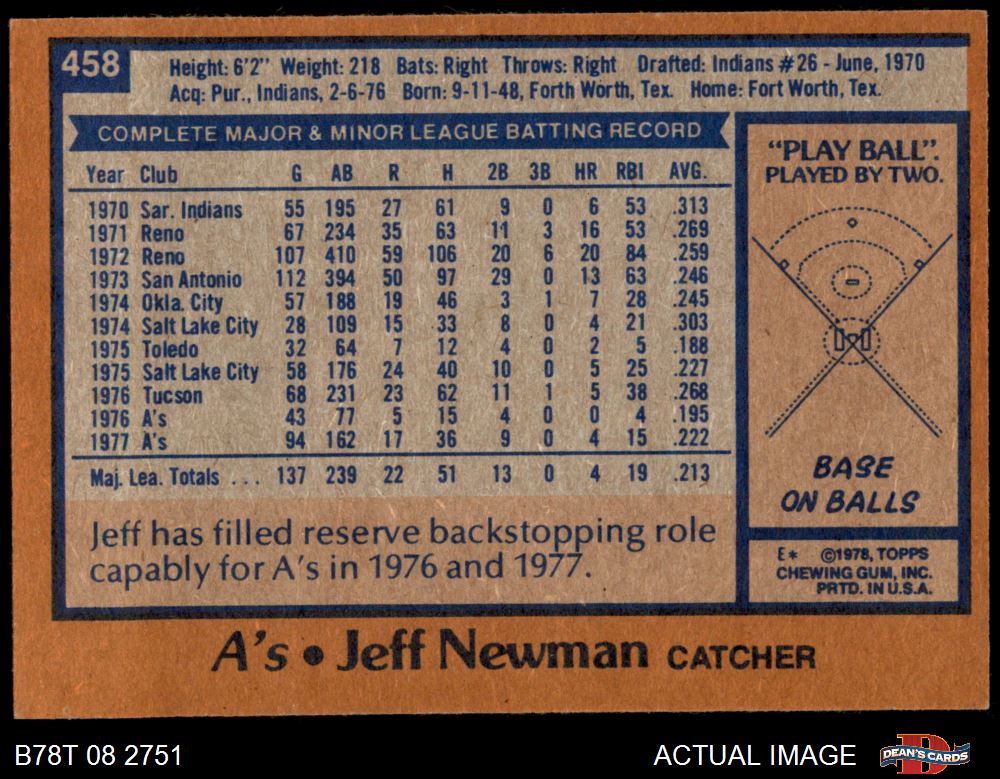 458
Height: 6'2" Weight: 218 Bats: Right Throws: Right Drafted: Indians #26 - June, 1970
Acq: Pur., Indians, 2-6-76 Born: 9-11-48, Forth Worth, Tex. Home: Fort Worth, Tex.
COMPLETE MAJOR & MINOR LEAGUE BATTING RECORD
Year Club G AB R H 2B 3B HR RBI AVG.
1970 Sar. Indians 55 195 27 61 9 0 6 53 .313
1971 Reno 67 234 35 63 11 3 16 53 .269
1972 Reno 107 410 59 106 20 6 20 84 .259
1973 San Antonio 112 394 50 97 29 0 13 63 .246
1974 Okla. City 57 188 19 46 3 1 7 28 .245
1974 Salt Lake City 28 109 15 33 8 0 4 21 .303
1975 Toledo 32 64 7 12 4 0 2 5 .188
1975 Salt Lake City 58 176 24 40 10 0 5 25 .227
1976 Tucson 68 231 23 62 11 1 5 38 .268
1976 A's 43 77 5 15 4 0 0 4 .195
1977 A's 94 162 17 36 9 0 4 15 .222
Maj. Lea. Totals ... 137 239 22 51 13 0 4 19 .213
Jeff has filled reserve backstopping role
capably for A's in 1976 and 1977.
"PLAY BALL".
PLAYED BY TWO.
BASE
ON BALLS
E* ©1978, TOPPS
CHEWING GUM, INC.
PRTD. IN U.S.A.
A's • Jeff Newman CATCHER
B78T 08 2751
ACTUAL IMAGE
DEAN'S CARDS